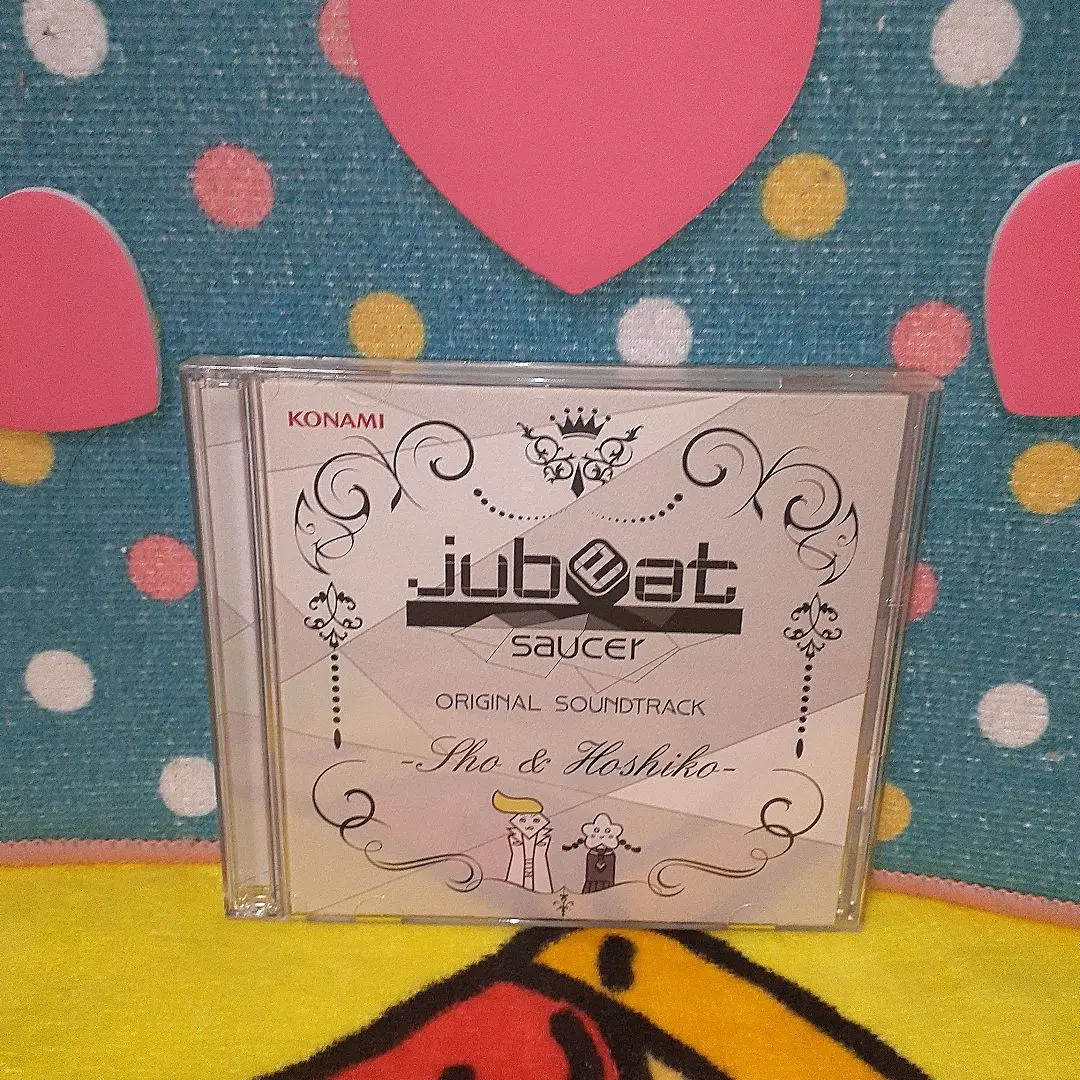 KONAMI
jubeat
saucer
ORIGINAL SOUNDTRACK
-Sho & Hoshiko-